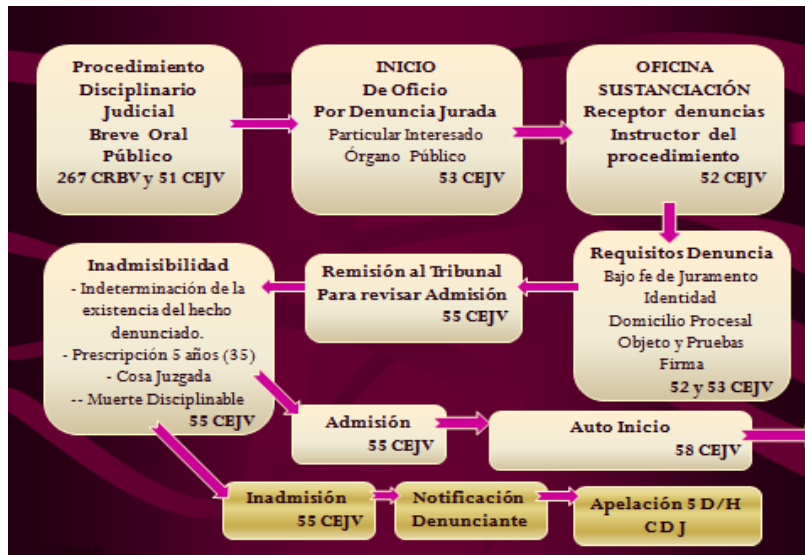 Procedimiento
Disciplinario
Judicial
Breve Oral
Público
267 CRBV y 51 CEJV
INICIO
De Oficio
Por Denuncia Jurada
Particular Interesado
Órgano Público
53 CEJV
OFICINA
SUSTANCIACIÓN
Receptor denuncias
Instructor del
procedimiento
52 CEJV
Requisitos Denuncia
Bajo fe de Juramento
Identidad
Domicilio Procesal
Objeto y Pruebas
Firma
52 y 53 CEJV
Remisión al Tribunal
Para revisar Admisión
55 CEJV
Inadmisibilidad
- Indeterminación de la
existencia del hecho
denunciado.
- Prescripción 5 años (35)
- Cosa Juzgada
-- Muerte Disciplinable
55 CEJV
Admisión
55 CEJV
Auto Inicio
58 CEJV
Inadmisión
55 CEJV
Notificación
Denunciante
Apelación 5 D/H
C D J